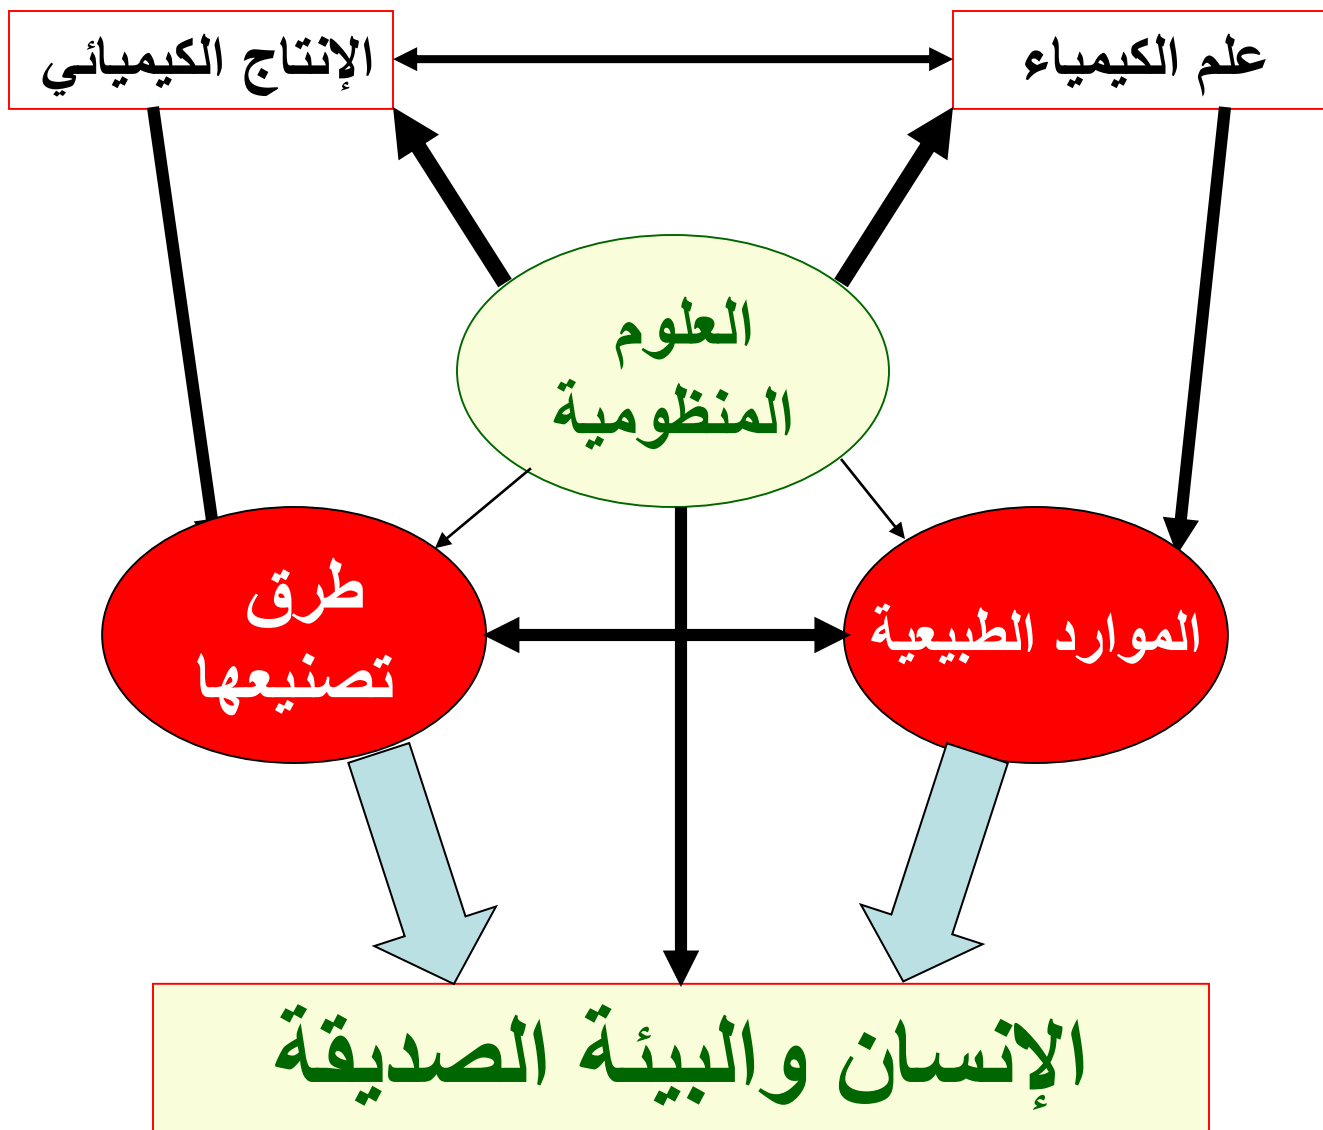 علم الكيمياء
الإنتاج الكيميائي
العلوم
المنظومية
الموارد الطبيعية
طرق
تصنيعها
الإنسان والبيئة الصديقة